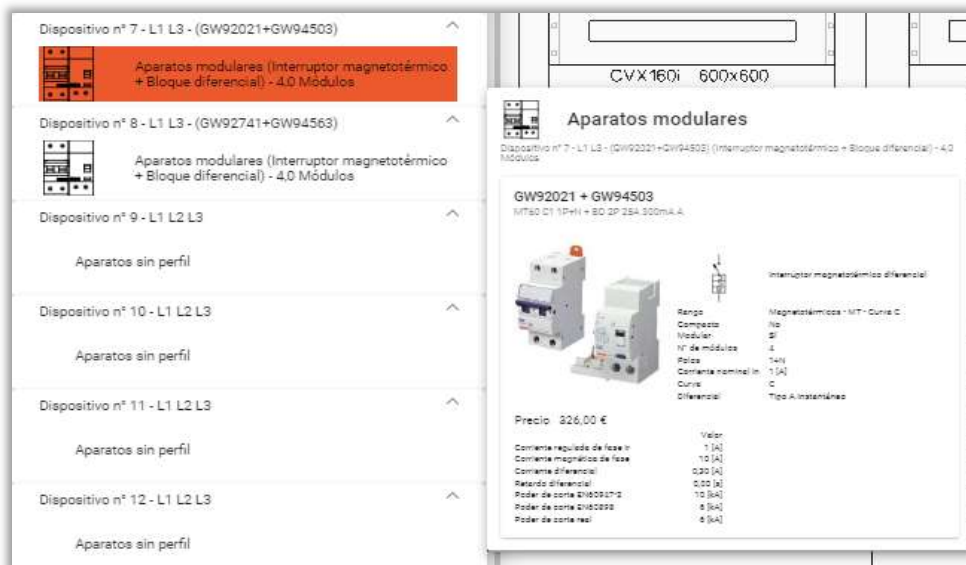 Dispositivo n° 7 - L1 L3 - (GW92021+GW94503)
Aparatos modulares (Interruptor magnetotérmico
+ Bloque diferencial) - 4,0 Módulos
Dispositivo n° 8 - L1 L3 - (GW92741+GW94563)
Aparatos modulares (Interruptor magnetotérmico
+ Bloque diferencial) - 4,0 Módulos
Dispositivo n° 9 - L1 L2 L3
Aparatos sin perfil
Dispositivo n° 10 - L1 L2 L3
Aparatos sin perfil
Dispositivo n° 11 - L1 L2 L3
Aparatos sin perfil
Dispositivo n° 12 - L1 L2 L3
Aparatos sin perfil
CVX160i 600x600
Aparatos modulares
Dispositivo n° 7 - L1 L3 - (GW92021+GW94503) (Interruptor magnetotérmico + Bloque diferencial) - 4,0
Módulos
GW92021 + GW94503
MT60 C1 1P+N + BD 2P 25A 300mA A
Interruptor magnetotérmico diferencial
Rango Magnetotérmicos - MT - Curva C
Compacto No
Modular Sí
N° de módulos 4
Polos 1+N
Corriente nominal In 1 [A]
Curva C
Diferencial Tipo A Instantáneo
Precio 326,00 €
Valor
Corriente regulada de fase Ir 1 [A]
Corriente magnética de fase 10 [A]
Corriente diferencial 0,30 [A]
Retardo diferencial 0,00 [s]
Poder de corte EN60947-2 10 [kA]
Poder de corte EN60898 6 [kA]
Poder de corte real 6 [kA]